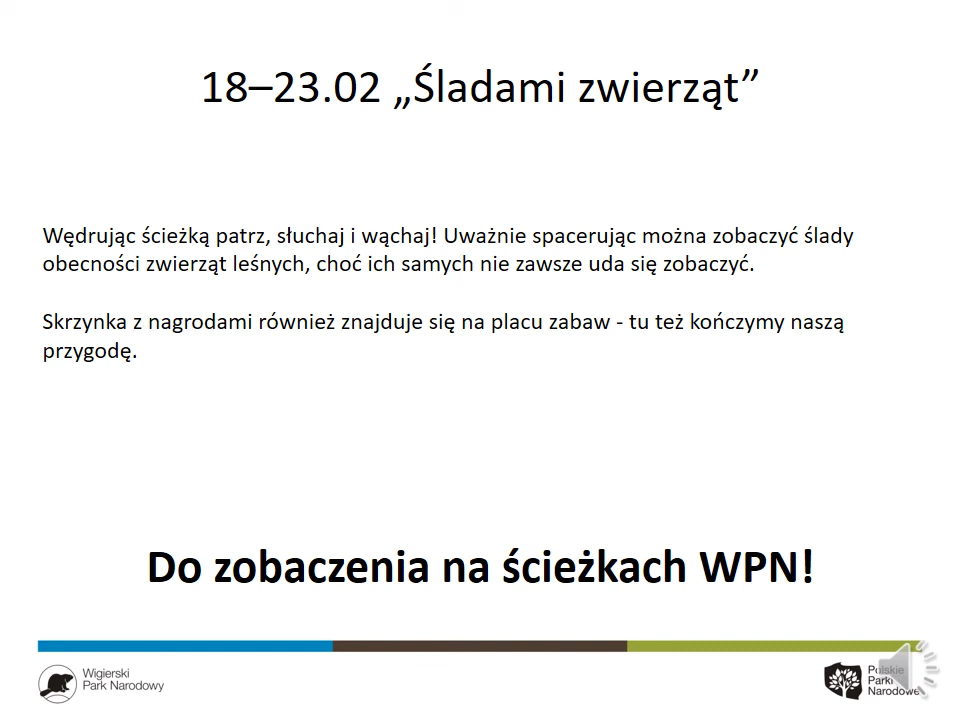 18–23.02 „Śladami zwierząt”
Wędrując ścieżką patrz, słuchaj i wąchaj! Uważnie spacerując można zobaczyć ślady
obecności zwierząt leśnych, choć ich samych nie zawsze uda się zobaczyć.
Skrzynka z nagrodami również znajduje się na placu zabaw - tu też kończymy naszą
przygodę.
Do zobaczenia na ścieżkach WPN!
Wigierski
Park Narodowy
Polskie
Parki
Narodowe